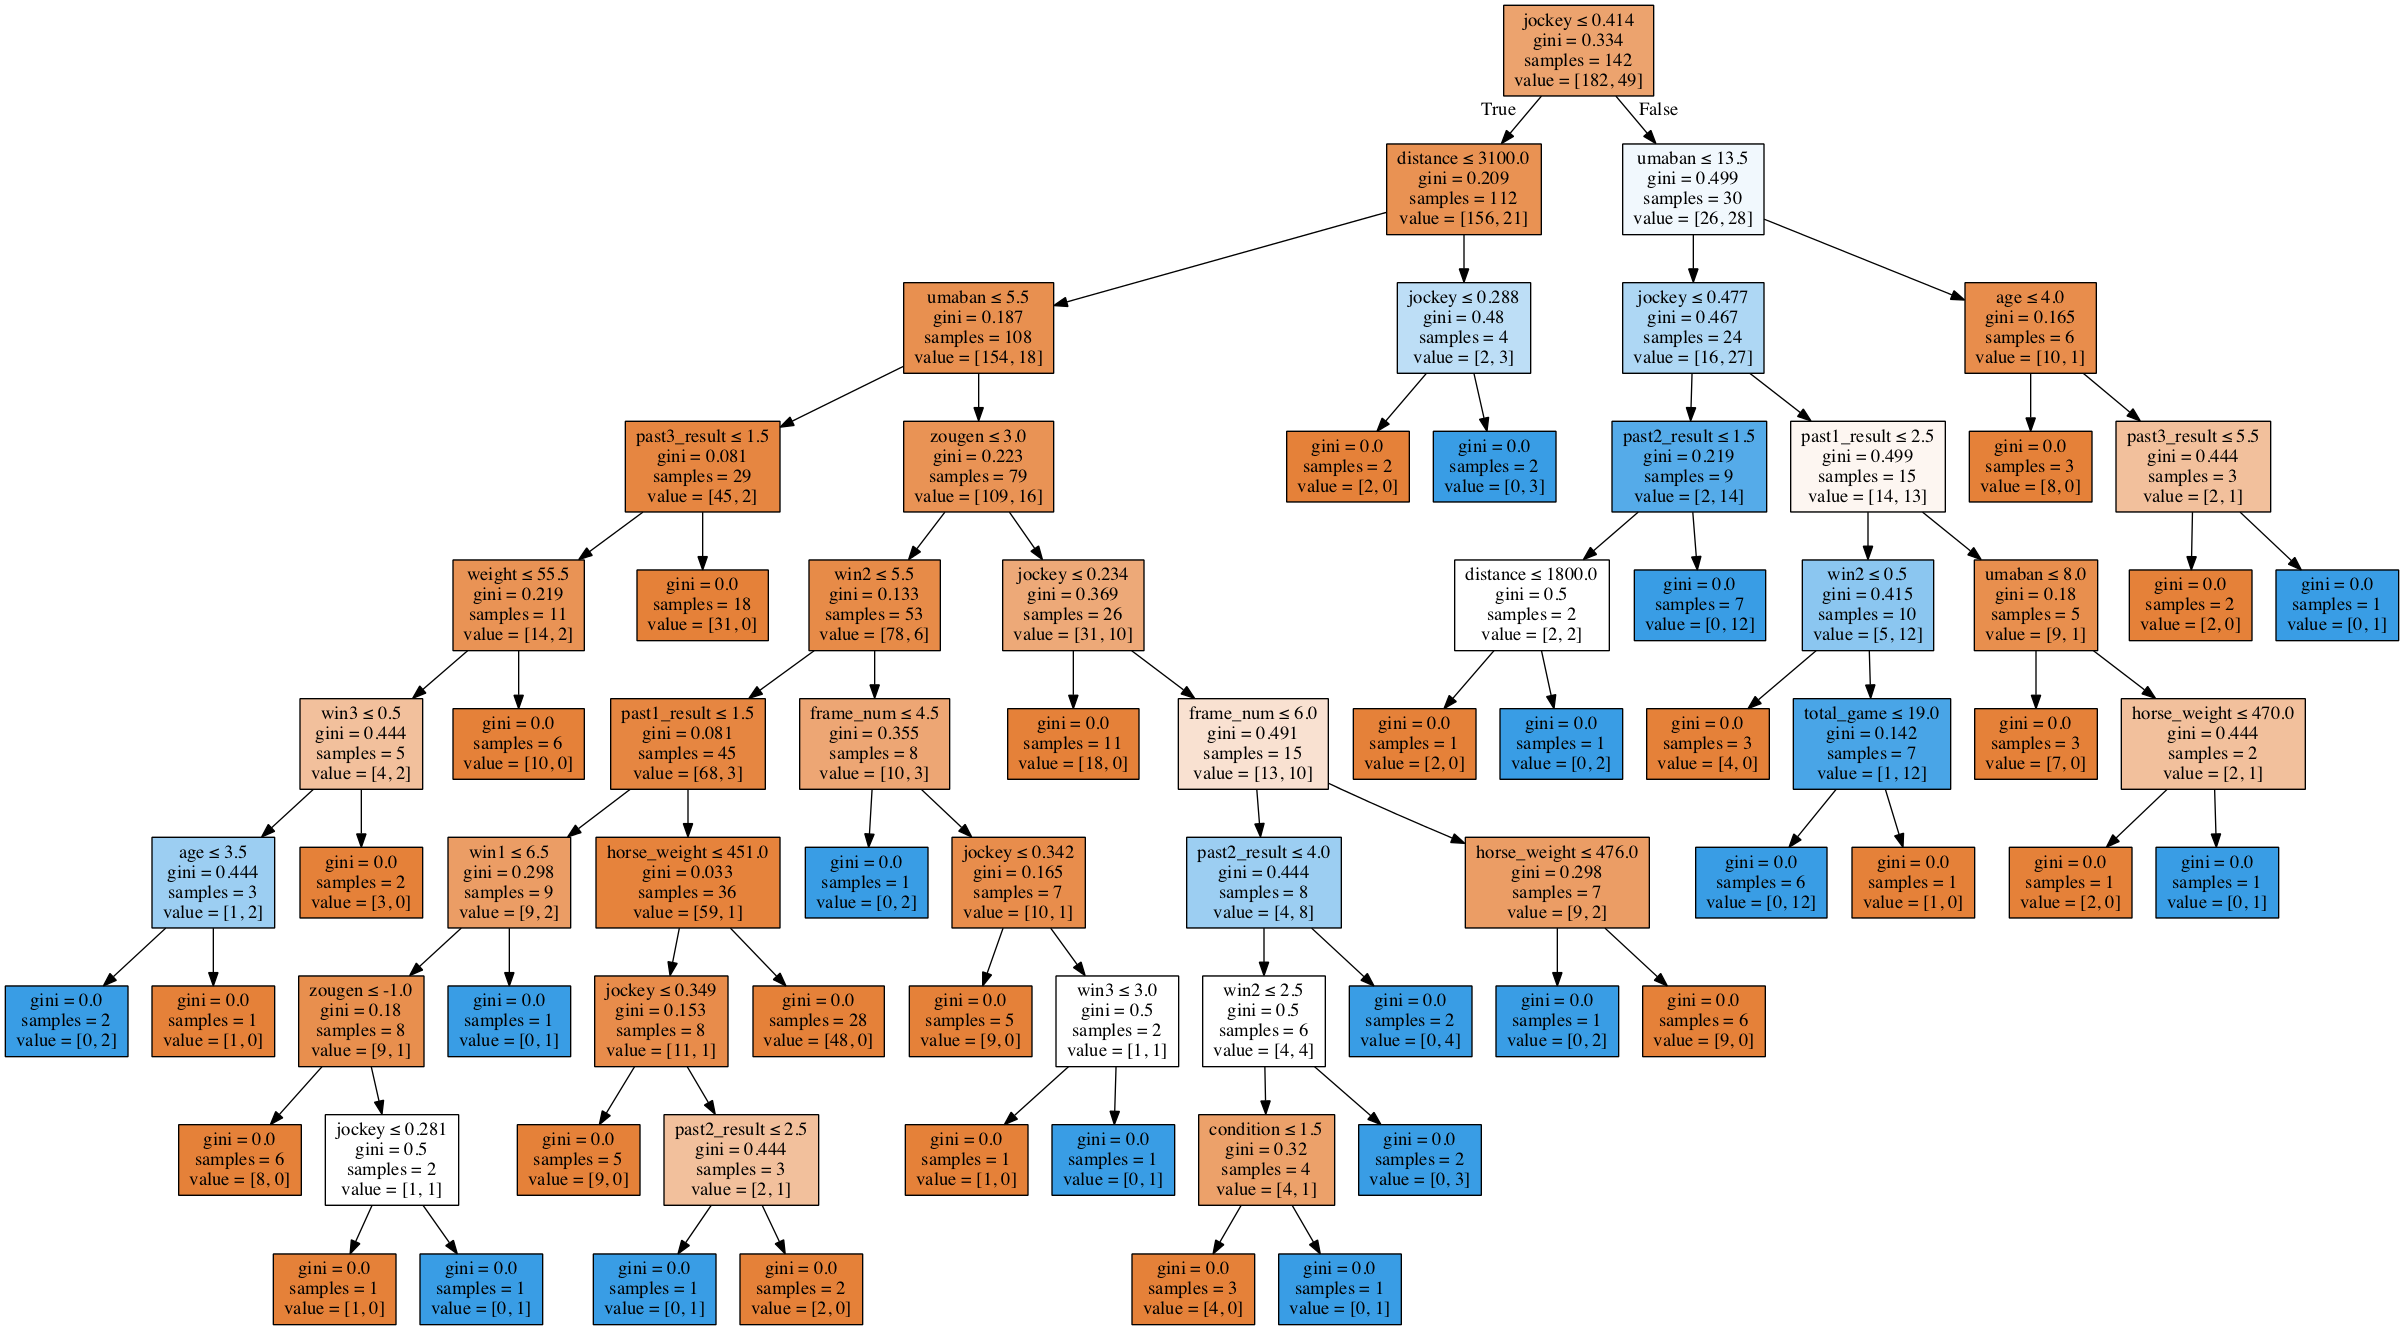 jockey ≤ 0.414
gini = 0.334
samples = 142
value = [182, 49]
True
False
distance ≤ 3100.0
gini = 0.209
samples = 112
value = [156, 21]
umaban ≤ 13.5
gini = 0.499
samples = 30
value = [26, 28]
umaban ≤ 5.5
gini = 0.187
samples = 108
value = [154, 18]
jockey ≤ 0.288
gini = 0.48
samples = 4
value = [2, 3]
jockey ≤ 0.477
gini = 0.467
samples = 24
value = [16, 27]
age ≤ 4.0
gini = 0.165
samples = 6
value = [10, 1]
past3_result ≤ 1.5
gini = 0.081
samples = 29
value = [45, 2]
zougen ≤ 3.0
gini = 0.223
samples = 79
value = [109, 16]
gini = 0.0
samples = 2
value = [2, 0]
gini = 0.0
samples = 2
value = [0, 3]
past2_result ≤ 1.5
gini = 0.219
samples = 9
value = [2, 14]
past1_result ≤ 2.5
gini = 0.499
samples = 15
value = [14, 13]
gini = 0.0
samples = 3
value = [8, 0]
past3_result ≤ 5.5
gini = 0.444
samples = 3
value = [2, 1]
weight ≤ 55.5
gini = 0.219
samples = 11
value = [14, 2]
gini = 0.0
samples = 18
value = [31, 0]
win2 ≤ 5.5
gini = 0.133
samples = 53
value = [78, 6]
jockey ≤ 0.234
gini = 0.369
samples = 26
value = [31, 10]
distance ≤ 1800.0
gini = 0.5
samples = 2
value = [2, 2]
gini = 0.0
samples = 7
value = [0, 12]
win2 ≤ 0.5
gini = 0.415
samples = 10
value = [5, 12]
umaban ≤ 8.0
gini = 0.18
samples = 5
value = [9, 1]
gini = 0.0
samples = 2
value = [2, 0]
gini = 0.0
samples = 1
value = [0, 1]
win3 ≤ 0.5
gini = 0.444
samples = 5
value = [4, 2]
gini = 0.0
samples = 6
value = [10, 0]
past1_result ≤ 1.5
gini = 0.081
samples = 45
value = [68, 3]
frame_num ≤ 4.5
gini = 0.355
samples = 8
value = [10, 3]
gini = 0.0
samples = 11
value = [18, 0]
frame_num ≤ 6.0
gini = 0.491
samples = 15
value = [13, 10]
gini = 0.0
samples = 1
value = [2, 0]
gini = 0.0
samples = 1
value = [0, 2]
gini = 0.0
samples = 3
value = [4, 0]
total_game ≤ 19.0
gini = 0.142
samples = 7
value = [1, 12]
gini = 0.0
samples = 3
value = [7, 0]
horse_weight ≤ 470.0
gini = 0.444
samples = 2
value = [2, 1]
age ≤ 3.5
gini = 0.444
samples = 3
value = [1, 2]
gini = 0.0
samples = 2
value = [3, 0]
win1 ≤ 6.5
gini = 0.298
samples = 9
value = [9, 2]
horse_weight ≤ 451.0
gini = 0.033
samples = 36
value = [59, 1]
gini = 0.0
samples = 1
value = [0, 2]
jockey ≤ 0.342
gini = 0.165
samples = 7
value = [10, 1]
past2_result ≤ 4.0
gini = 0.444
samples = 8
value = [4, 8]
horse_weight ≤ 476.0
gini = 0.298
samples = 7
value = [9, 2]
gini = 0.0
samples = 6
value = [0, 12]
gini = 0.0
samples = 1
value = [1, 0]
gini = 0.0
samples = 1
value = [2, 0]
gini = 0.0
samples = 1
value = [0, 1]
gini = 0.0
samples = 2
value = [0, 2]
gini = 0.0
samples = 1
value = [1, 0]
zougen ≤ -1.0
gini = 0.18
samples = 8
value = [9, 1]
gini = 0.0
samples = 1
value = [0, 1]
jockey ≤ 0.349
gini = 0.153
samples = 8
value = [11, 1]
gini = 0.0
samples = 28
value = [48, 0]
gini = 0.0
samples = 5
value = [9, 0]
win3 ≤ 3.0
gini = 0.5
samples = 2
value = [1, 1]
win2 ≤ 2.5
gini = 0.5
samples = 6
value = [4, 4]
gini = 0.0
samples = 2
value = [0, 4]
gini = 0.0
samples = 1
value = [0, 2]
gini = 0.0
samples = 6
value = [9, 0]
gini = 0.0
samples = 6
value = [8, 0]
jockey ≤ 0.281
gini = 0.5
samples = 2
value = [1, 1]
gini = 0.0
samples = 5
value = [9, 0]
past2_result ≤ 2.5
gini = 0.444
samples = 3
value = [2, 1]
gini = 0.0
samples = 1
value = [1, 0]
gini = 0.0
samples = 1
value = [0, 1]
condition ≤ 1.5
gini = 0.32
samples = 4
value = [4, 1]
gini = 0.0
samples = 2
value = [0, 3]
gini = 0.0
samples = 1
value = [1, 0]
gini = 0.0
samples = 1
value = [0, 1]
gini = 0.0
samples = 1
value = [0, 1]
gini = 0.0
samples = 2
value = [2, 0]
gini = 0.0
samples = 3
value = [4, 0]
gini = 0.0
samples = 1
value = [0, 1]